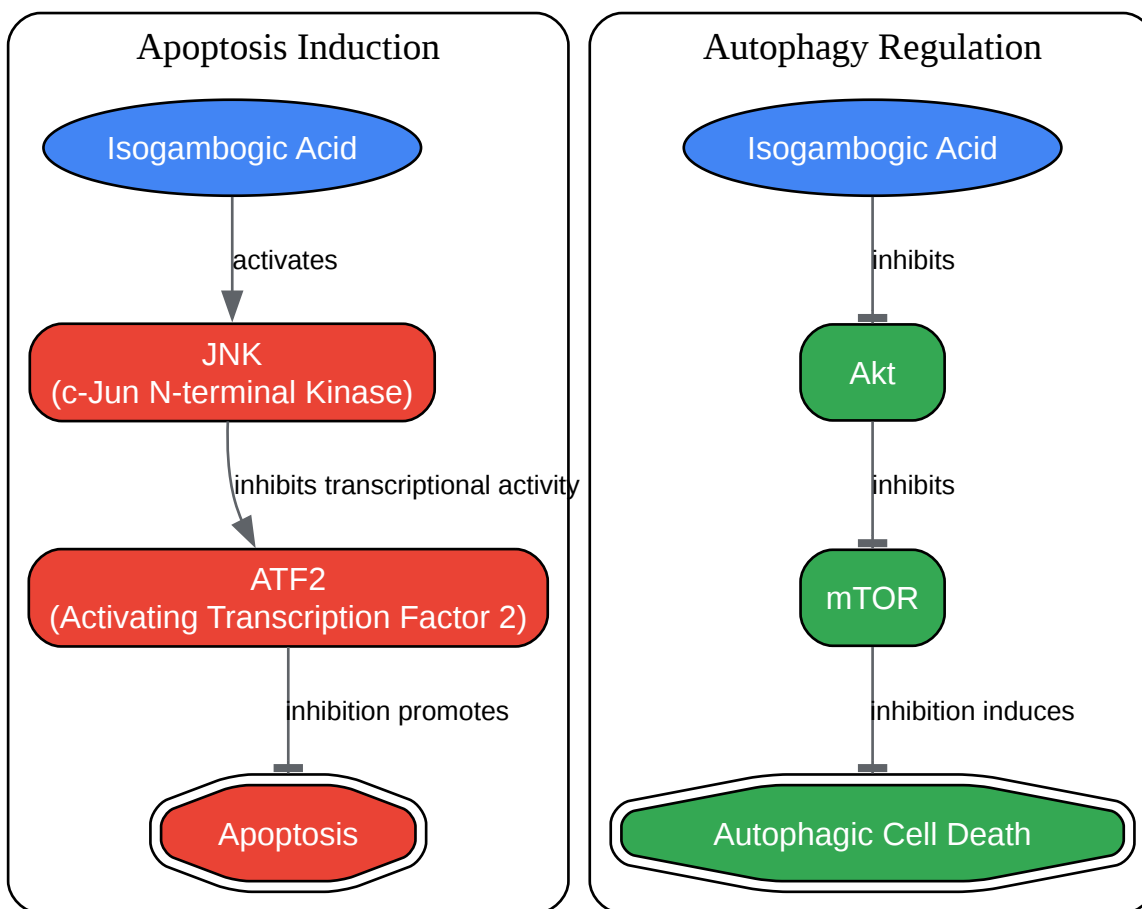 Apoptosis Induction
Isogambogic Acid
activates
JNK
(c-Jun N-terminal Kinase)
inhibits transcriptional activity
ATF2
(Activating Transcription Factor 2)
inhibition promotes
Apoptosis
Autophagy Regulation
Isogambogic Acid
inhibits
Akt
inhibits
mTOR
inhibition induces
Autophagic Cell Death